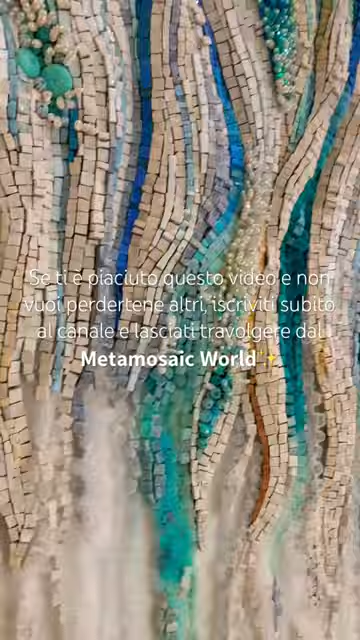 Se ti è piaciuto questo video e non
vuoi perdertene altri, iscriviti subito
al canale e lasciati travolgere dal
Metamosaic World✨